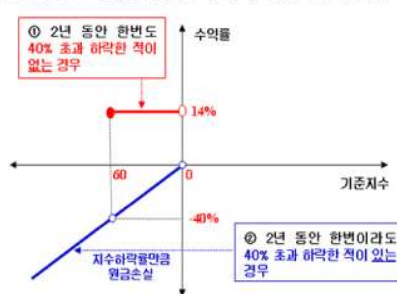 ① 2년 동안 한번도
40% 초과 하락한 적이
없는 경우
수익률
14%
60
0
기준지수
-40%
지수하락률만큼
원금손실
② 2년 동안 한번이라도
40% 초과 하락한 적이 있는
경우